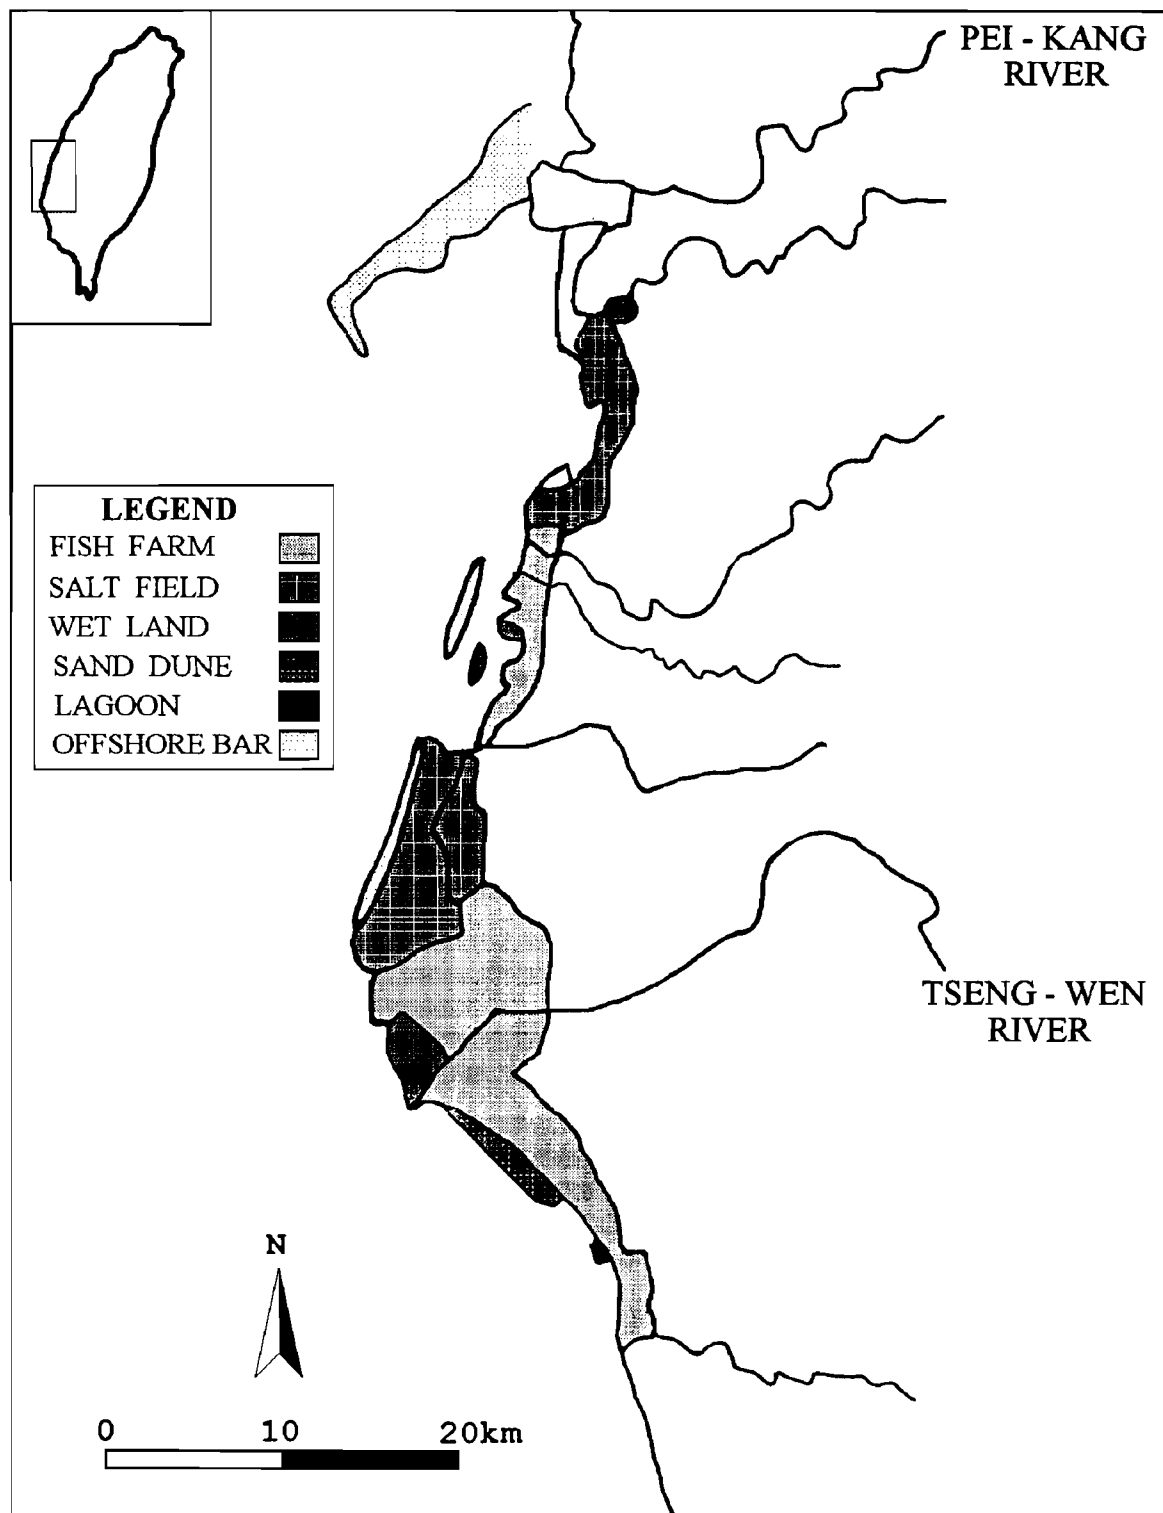 PEI - KANG
RIVER
LEGEND
FISH FARM
SALT FIELD
WET LAND
SAND DUNE
LAGOON
OFFSHORE BAR
TSENG - WEN
RIVER
N
0 10 20km